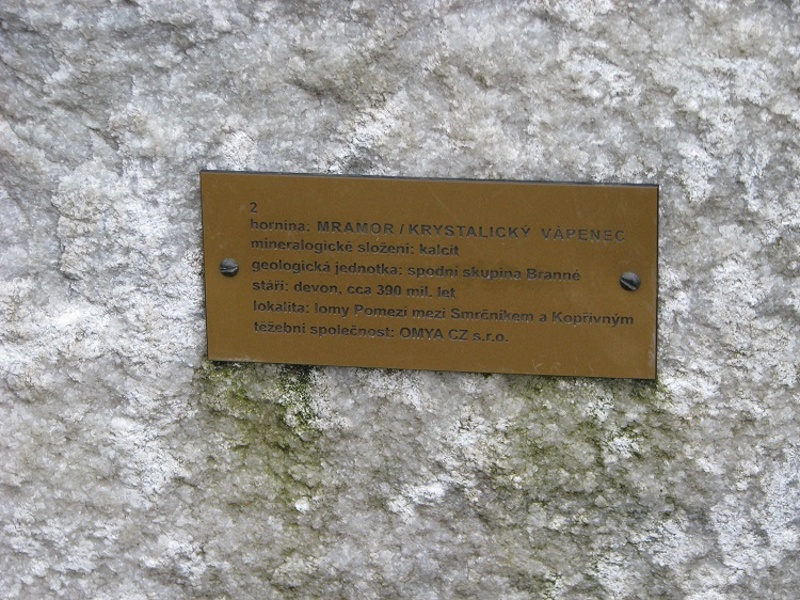 2
hornina: MRAMOR / KRYSTALICKÝ VÁPENEC
mineralogické složení: kalcit
geologická jednotka: spodní skupina Branné
stáří: devon, cca 390 mil. let
lokalita: lomy Pomezí mezi Smrčníkem a Kopřivným
těžební společnost: OMYA CZ s.r.o.